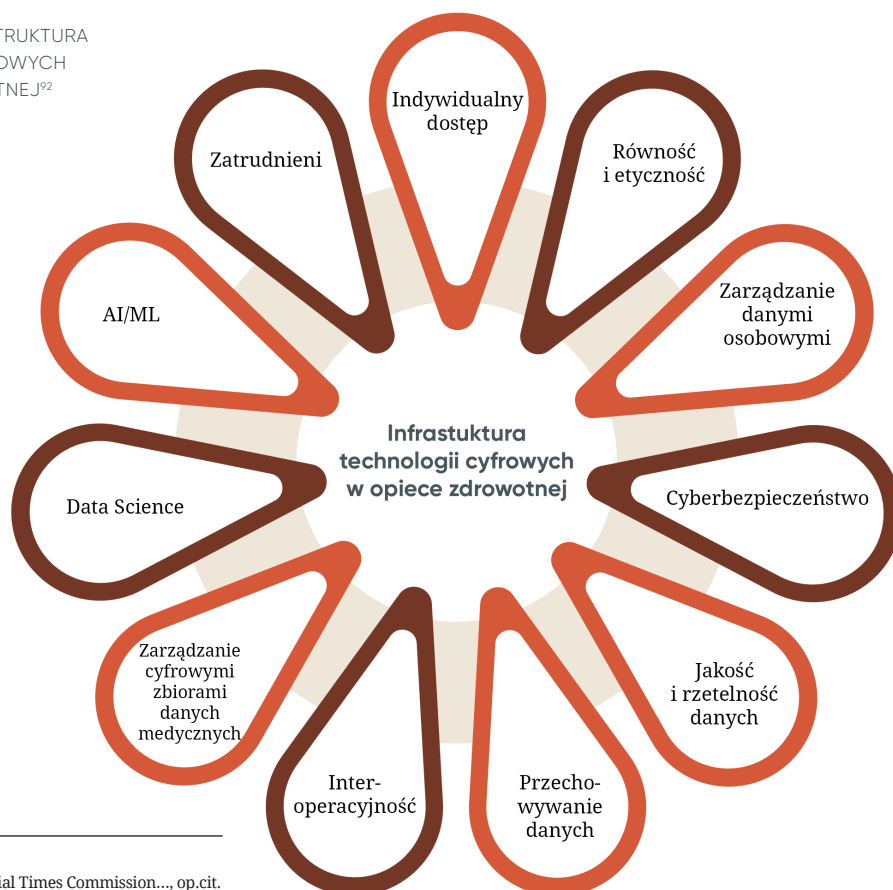 TRUKTURA
OWYCH
TNEJ⁹²
Indywidualny
dostęp
Równość
i etyczność
Zarządzanie
danymi
osobowymi
Cyberbezpieczeństwo
Jakość
i rzetelność
danych
Przecho-
wywanie
danych
Inter-
operacyjność
Zarządzanie
cyfrowymi
zbiorami
danych
medycznych
Data Science
AI/ML
Zatrudnieni
Infrastuktura
technologii cyfrowych
w opiece zdrowotnej
ial Times Commission…, op.cit.